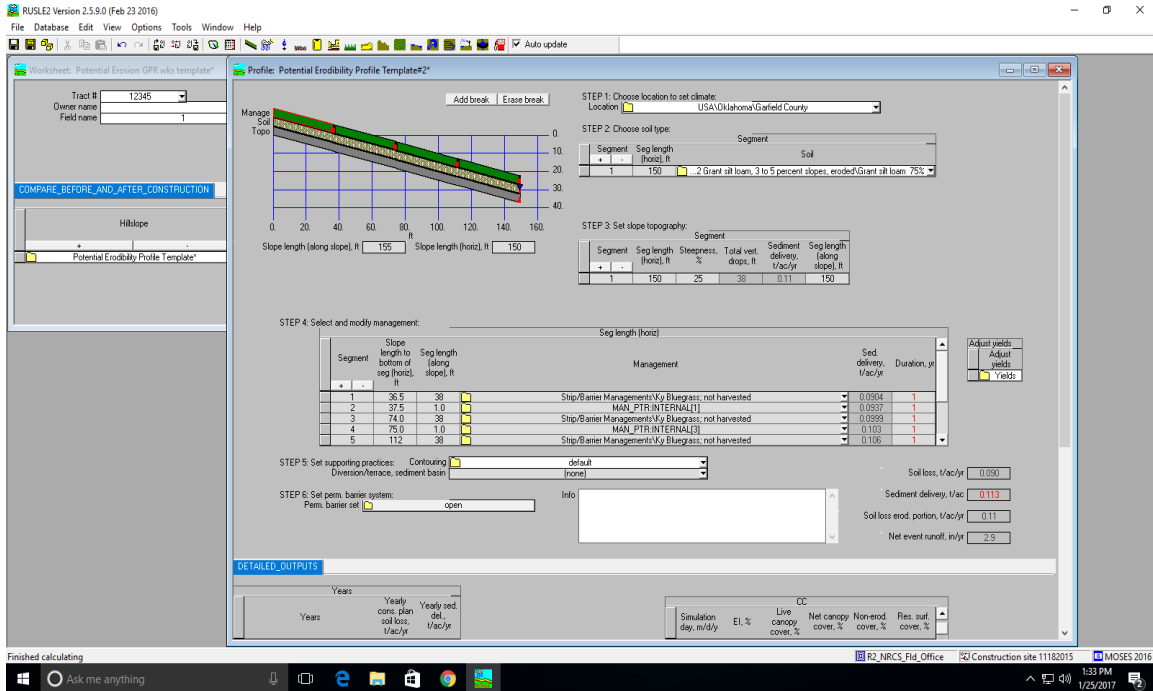 RUSLE2 Version 2.5.9.0 (Feb 23 2016)
File Database Edit View Options Tools Window Help
Auto update
Worksheet: Potential Erosion GPR wks template*
Tract # 12345
Owner name
Field name 1
COMPARE_BEFORE_AND_AFTER_CONSTRUCTION
Hillslope
+ -
Potential Erodibility Profile Template*
Profile: Potential Erodibility Profile Template#2*
Add break Erase break
Manage
Soil
Topo
0.
10.
20.
30.
40.
0. 20. 40. 60. 80. 100. 120. 140. 160.
ft
Slope length (along slope), ft 155 Slope length (horiz), ft 150
STEP 1: Choose location to set climate:
Location USA\Oklahoma\Garfield County
STEP 2: Choose soil type:
Segment
Segment Seg length (horiz), ft Soil
+ -
1 150 ...2 Grant silt loam, 3 to 5 percent slopes, eroded\Grant silt loam 75%
STEP 3: Set slope topography:
Segment
Segment Seg length (horiz), ft Steepness, % Total vert. drops, ft Sediment delivery, t/ac/yr Seg length (along slope), ft
+ -
1 150 25 38 0.11 150
STEP 4: Select and modify management:
Seg length (horiz)
Segment Slope length to bottom of seg (horiz), ft Seg length (along slope), ft Management Sed. delivery, t/ac/yr Duration, yr
+ -
1 36.5 38 Strip/Barrier Managements\Ky Bluegrass; not harvested 0.0904 1
2 37.5 1.0 MAN_PTR:INTERNAL[1] 0.0937 1
3 74.0 38 Strip/Barrier Managements\Ky Bluegrass; not harvested 0.0999 1
4 75.0 1.0 MAN_PTR:INTERNAL[3] 0.103 1
5 112 38 Strip/Barrier Managements\Ky Bluegrass; not harvested 0.106 1
Adjust yields
Adjust yields
Yields
STEP 5: Set supporting practices: Contouring default
Diversion/terrace, sediment basin (none)
STEP 6: Set perm. barrier system:
Perm. barrier set open
Info
Soil loss, t/ac/yr 0.090
Sediment delivery, t/ac 0.113
Soil loss erod. portion, t/ac/yr 0.11
Net event runoff, in/yr 2.9
DETAILED_OUTPUTS
Years
Years Yearly cons. plan soil loss, t/ac/yr Yearly sed. del., t/ac/yr
CC
Simulation day, m/d/y EI, % Live canopy cover, % Net canopy cover, % Non-erod. cover, % Res. surf. cover, %
Finished calculating
R2_NRCS_Fld_Office Construction site 11182015 MOSES 2016
Ask me anything
1:33 PM
1/25/2017
2